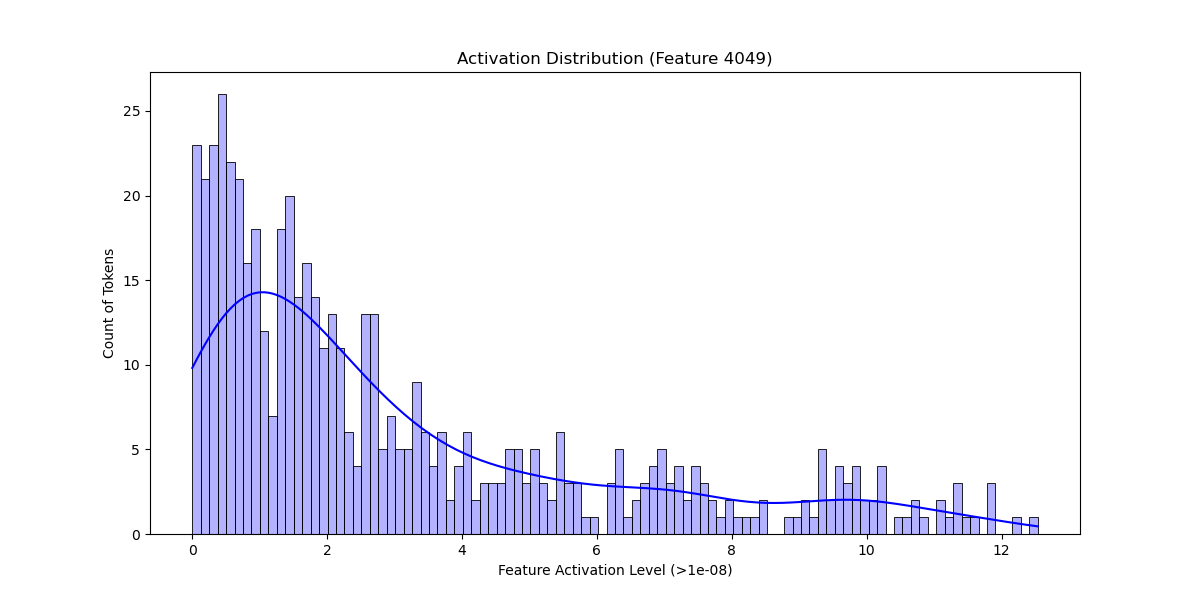 Activation Distribution (Feature 4049)
25
20
15
10
5
0
Count of Tokens
0 2 4 6 8 10 12
Feature Activation Level (>1e-08)